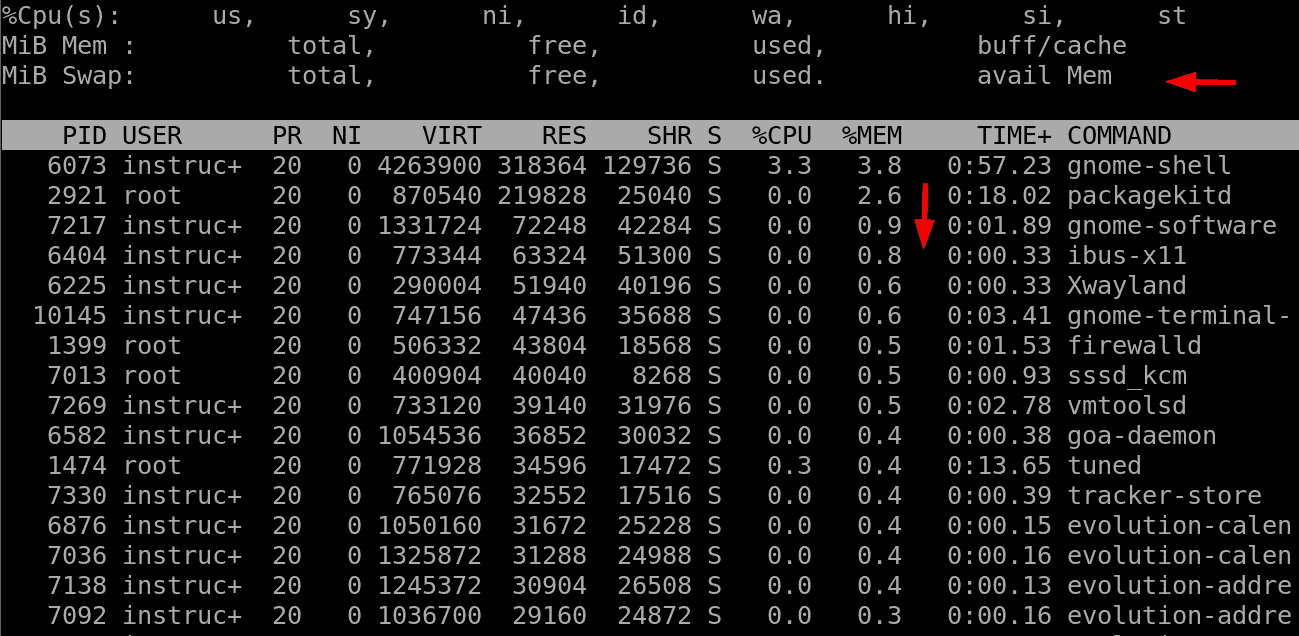 %Cpu(s):      us,      sy,      ni,      id,      wa,      hi,      si,      st
MiB Mem :          total,          free,          used,          buff/cache
MiB Swap:          total,          free,          used.          avail Mem
    PID USER      PR  NI    VIRT    RES    SHR S  %CPU  %MEM     TIME+ COMMAND
   6073 instruc+  20   0 4263900 318364 129736 S   3.3   3.8   0:57.23 gnome-shell
   2921 root      20   0  870540 219828  25040 S   0.0   2.6   0:18.02 packagekitd
   7217 instruc+  20   0 1331724  72248  42284 S   0.0   0.9   0:01.89 gnome-software
   6404 instruc+  20   0  773344  63324  51300 S   0.0   0.8   0:00.33 ibus-x11
   6225 instruc+  20   0  290004  51940  40196 S   0.0   0.6   0:00.33 Xwayland
  10145 instruc+  20   0  747156  47436  35688 S   0.0   0.6   0:03.41 gnome-terminal-
   1399 root      20   0  506332  43804  18568 S   0.0   0.5   0:01.53 firewalld
   7013 root      20   0  400904  40040   8268 S   0.0   0.5   0:00.93 sssd_kcm
   7269 instruc+  20   0  733120  39140  31976 S   0.0   0.5   0:02.78 vmtoolsd
   6582 instruc+  20   0 1054536  36852  30032 S   0.0   0.4   0:00.38 goa-daemon
   1474 root      20   0  771928  34596  17472 S   0.3   0.4   0:13.65 tuned
   7330 instruc+  20   0  765076  32552  17516 S   0.0   0.4   0:00.39 tracker-store
   6876 instruc+  20   0 1050160  31672  25228 S   0.0   0.4   0:00.15 evolution-calen
   7036 instruc+  20   0 1325872  31288  24988 S   0.0   0.4   0:00.16 evolution-calen
   7138 instruc+  20   0 1245372  30904  26508 S   0.0   0.4   0:00.13 evolution-addre
   7092 instruc+  20   0 1036700  29160  24872 S   0.0   0.3   0:00.16 evolution-addre